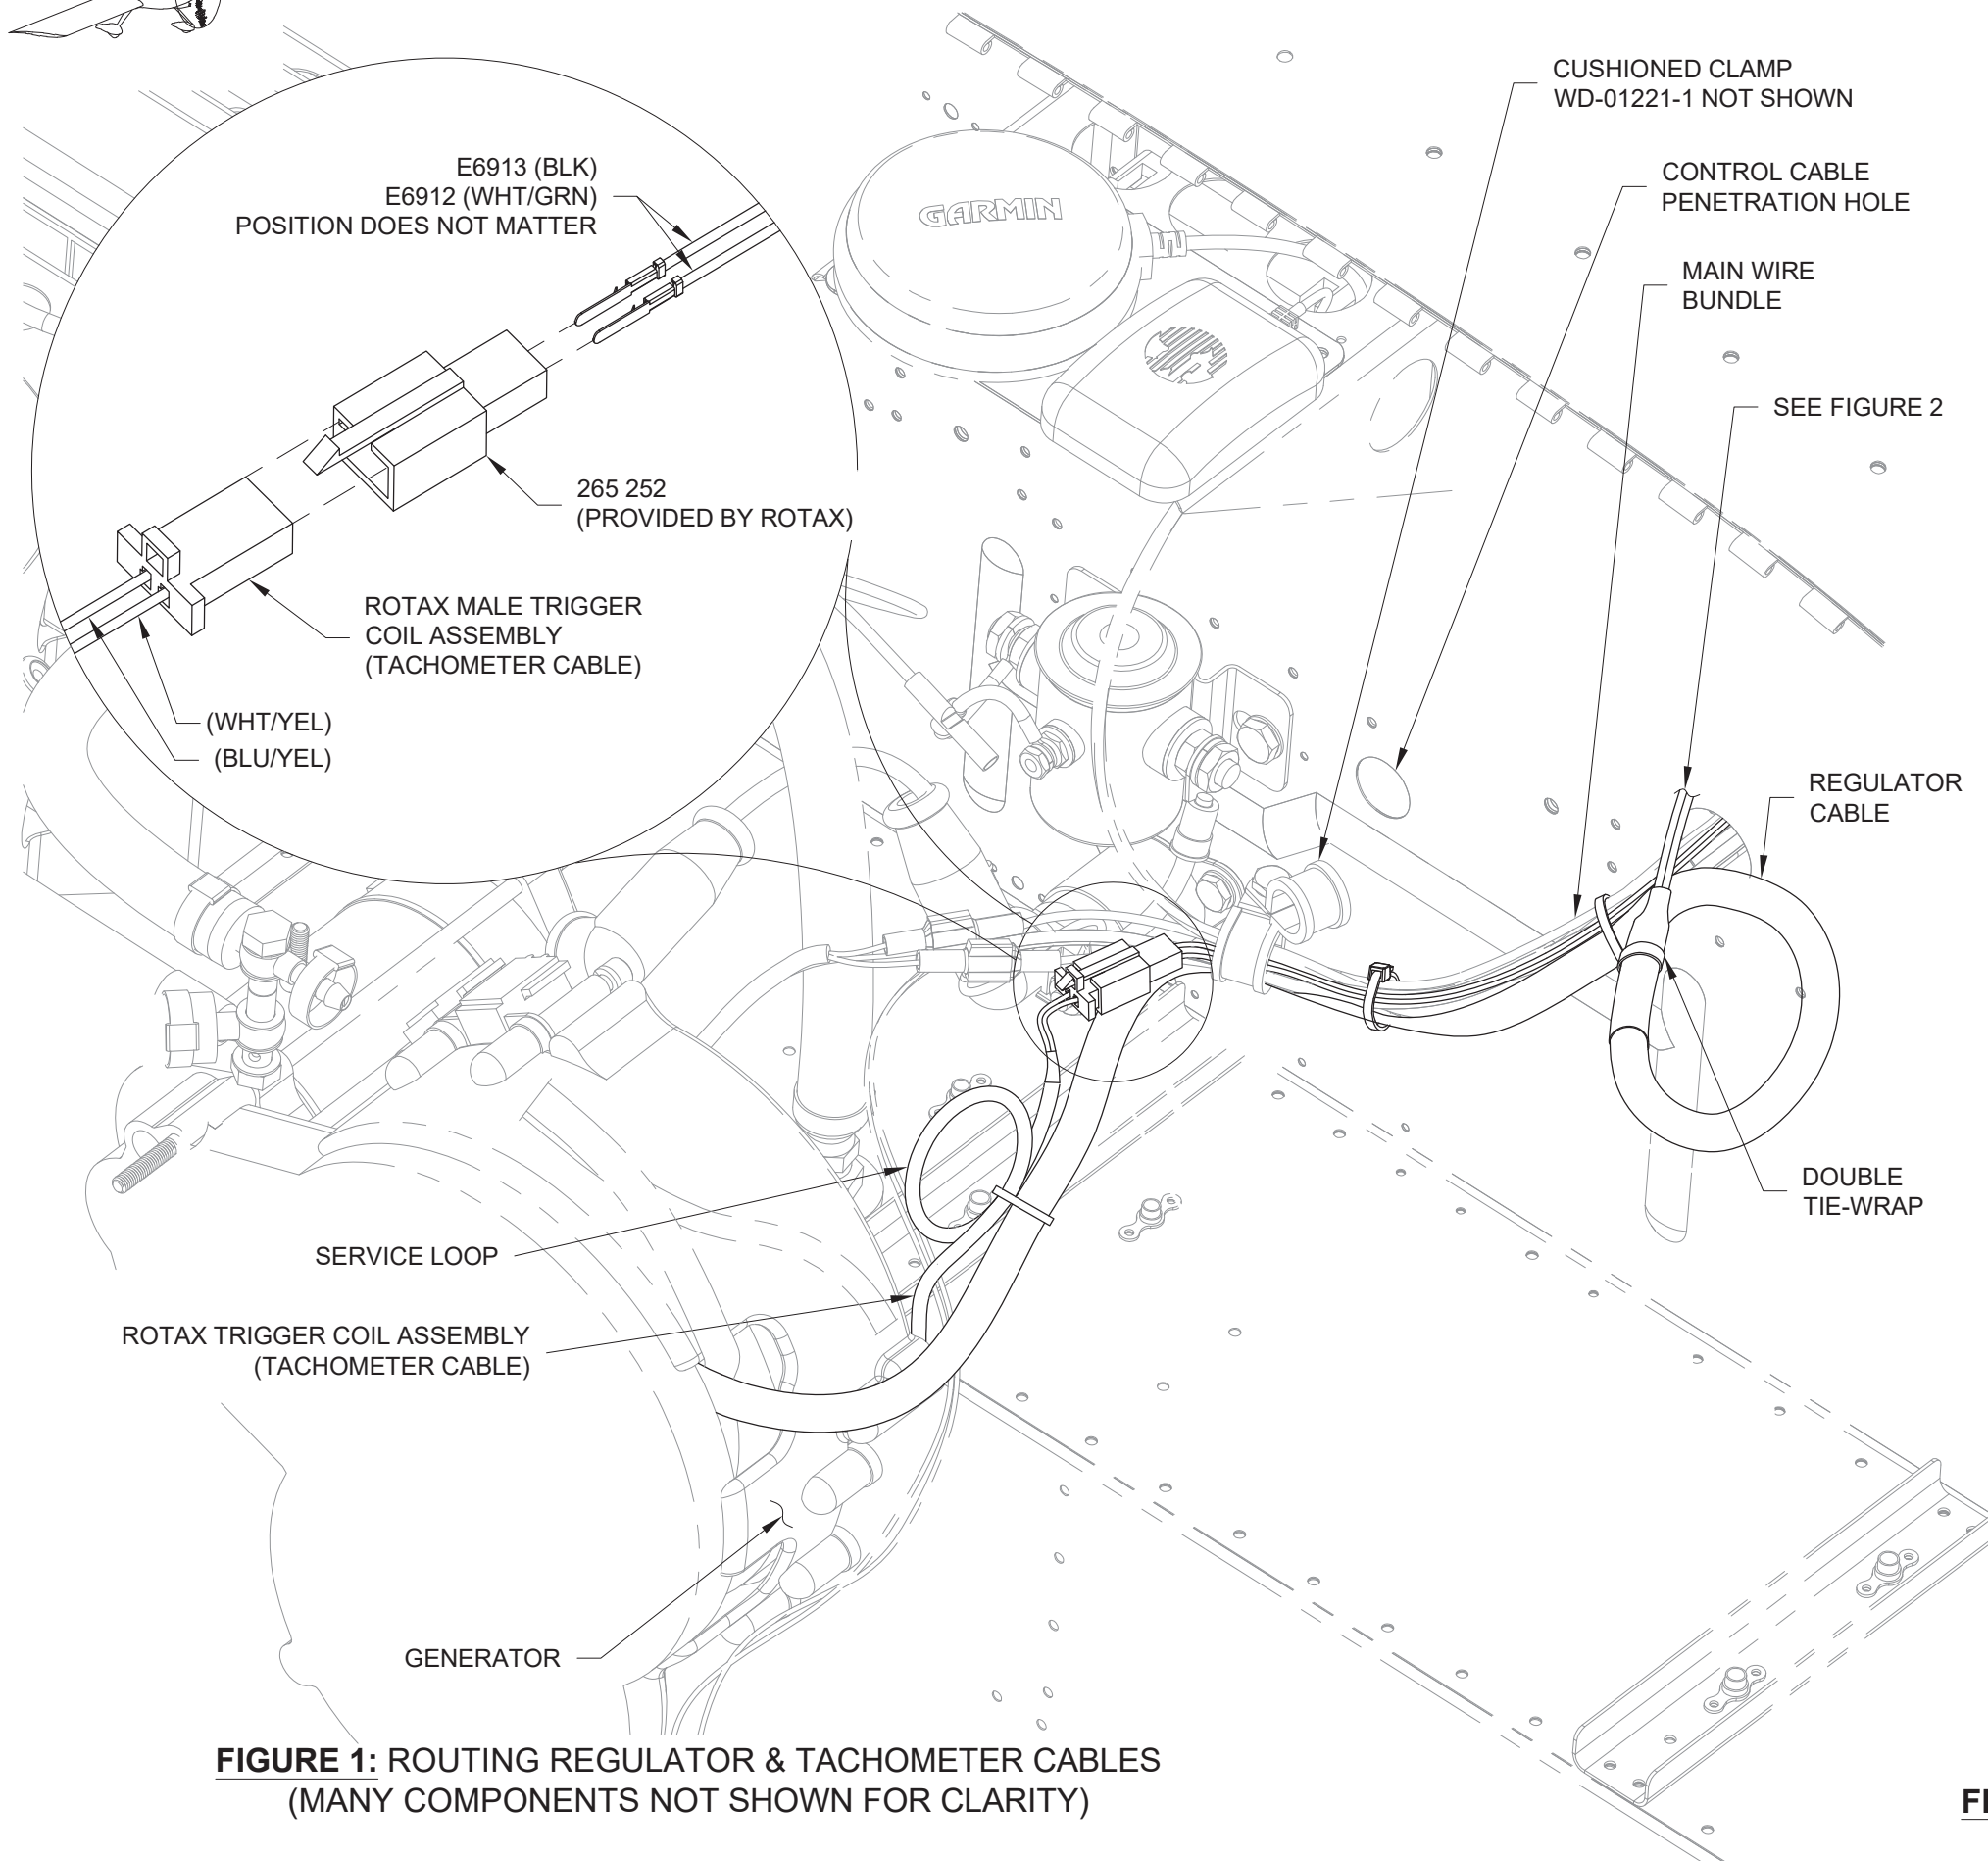 E6913 (BLK)
E6912 (WHT/GRN)
POSITION DOES NOT MATTER
265 252
(PROVIDED BY ROTAX)
ROTAX MALE TRIGGER
COIL ASSEMBLY
(TACHOMETER CABLE)
(WHT/YEL)
(BLU/YEL)
GARMIN
CUSHIONED CLAMP
WD-01221-1 NOT SHOWN
CONTROL CABLE
PENETRATION HOLE
MAIN WIRE
BUNDLE
SEE FIGURE 2
REGULATOR
CABLE
DOUBLE
TIE-WRAP
SERVICE LOOP
ROTAX TRIGGER COIL ASSEMBLY
(TACHOMETER CABLE)
GENERATOR
FIGURE 1: ROUTING REGULATOR & TACHOMETER CABLES
(MANY COMPONENTS NOT SHOWN FOR CLARITY)